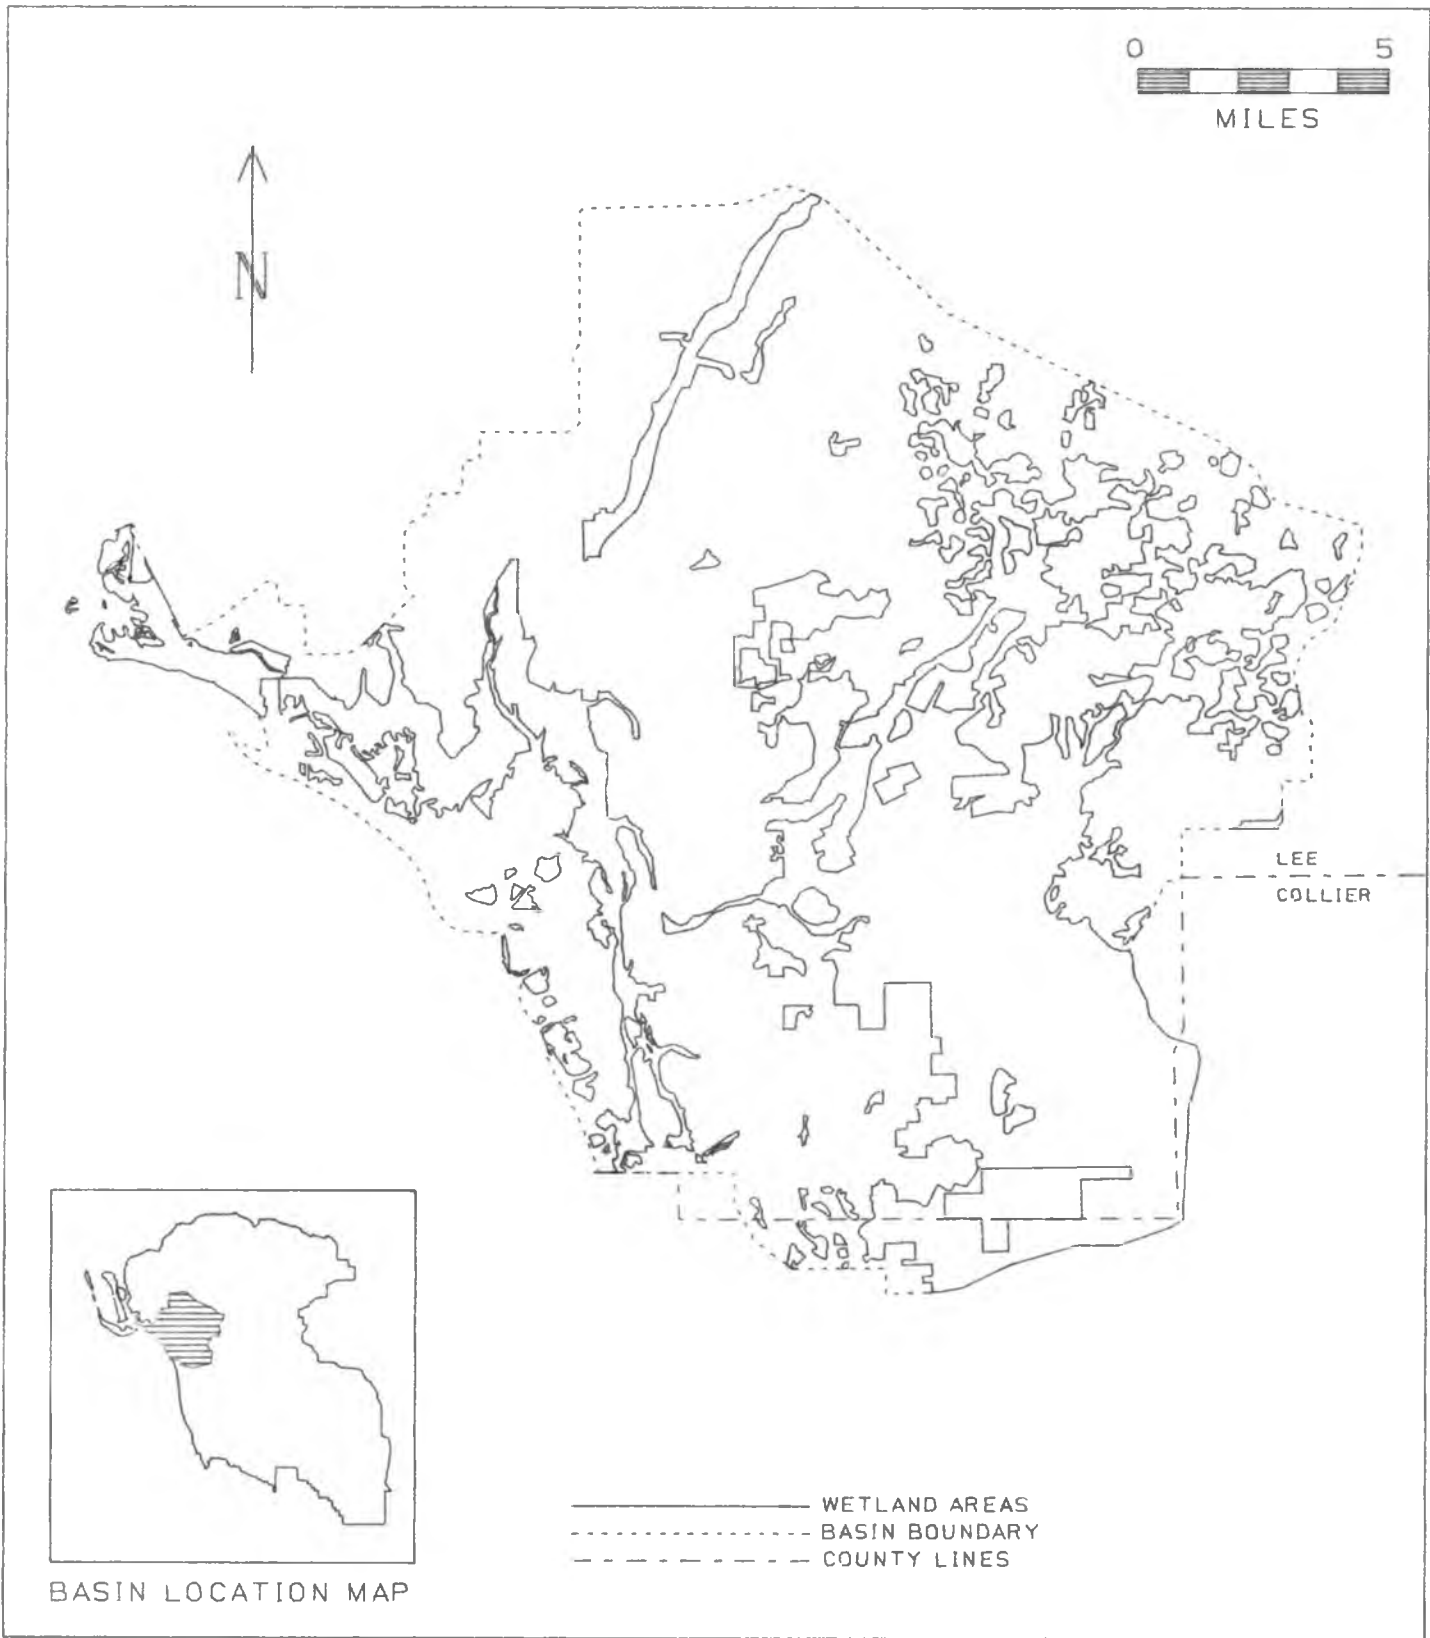 0 5
MILES
N
LEE
COLLIER
WETLAND AREAS
BASIN BOUNDARY
COUNTY LINES
BASIN LOCATION MAP